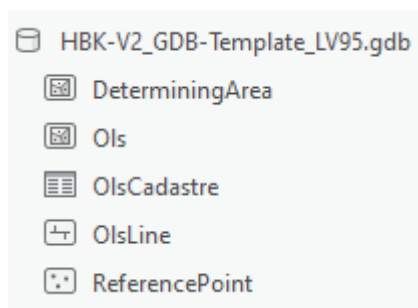 HBK-V2_GDB-Template_LV95.gdb
DeterminingArea
Ols
OlsCadastre
OlsLine
ReferencePoint